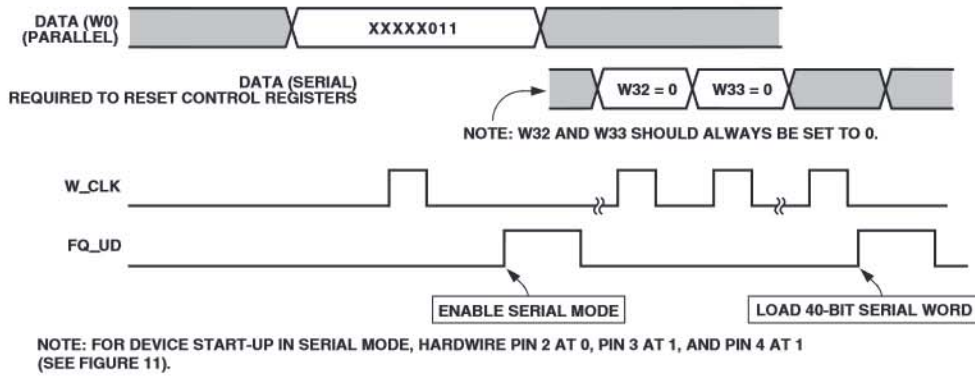 DATA (W0)
(PARALLEL)
XXXXX011
DATA (SERIAL)
REQUIRED TO RESET CONTROL REGISTERS
W32 = 0
W33 = 0
NOTE: W32 AND W33 SHOULD ALWAYS BE SET TO 0.
W_CLK
FQ_UD
ENABLE SERIAL MODE
LOAD 40-BIT SERIAL WORD
NOTE: FOR DEVICE START-UP IN SERIAL MODE, HARDWIRE PIN 2 AT 0, PIN 3 AT 1, AND PIN 4 AT 1
(SEE FIGURE 11).